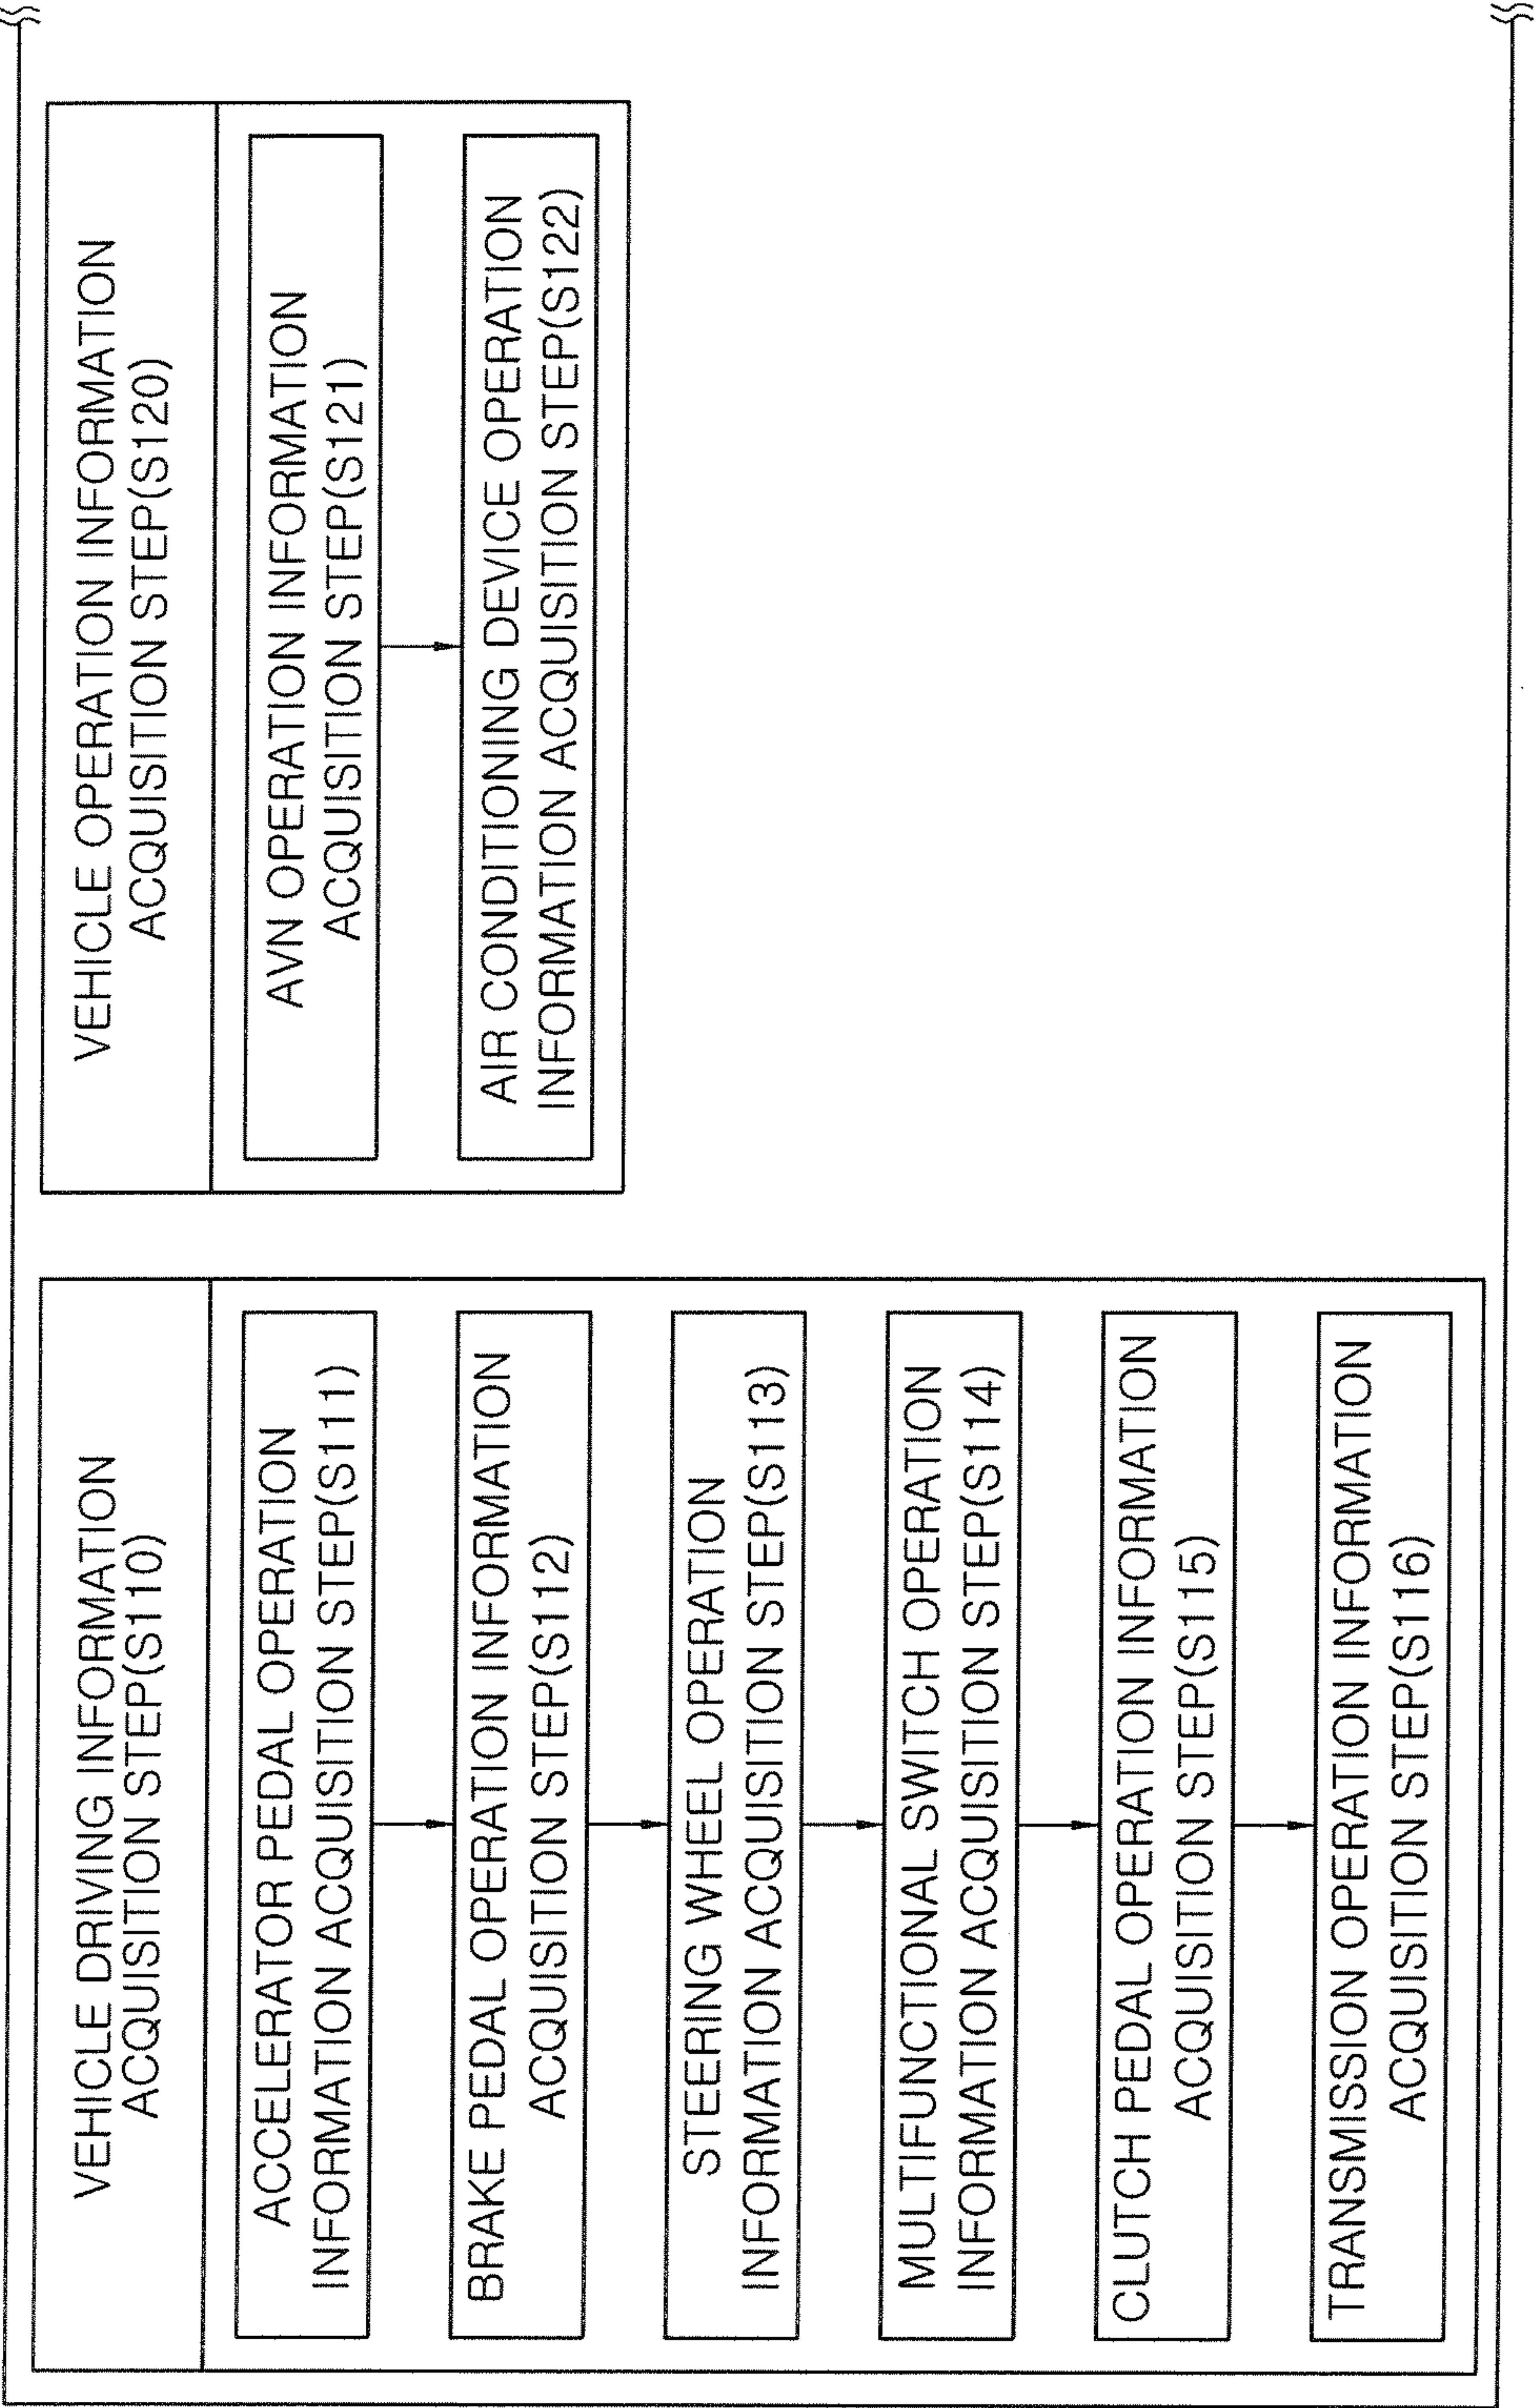 VEHICLE DRIVING INFORMATION
ACQUISITION STEP(S110)
ACCELERATOR PEDAL OPERATION
INFORMATION ACQUISITION STEP(S111)
BRAKE PEDAL OPERATION INFORMATION
ACQUISITION STEP(S112)
STEERING WHEEL OPERATION
INFORMATION ACQUISITION STEP(S113)
MULTIFUNCTIONAL SWITCH OPERATION
INFORMATION ACQUISITION STEP(S114)
CLUTCH PEDAL OPERATION INFORMATION
ACQUISITION STEP(S115)
TRANSMISSION OPERATION INFORMATION
ACQUISITION STEP(S116)
VEHICLE OPERATION INFORMATION
ACQUISITION STEP(S120)
AVN OPERATION INFORMATION
ACQUISITION STEP(S121)
AIR CONDITIONING DEVICE OPERATION
INFORMATION ACQUISITION STEP(S122)